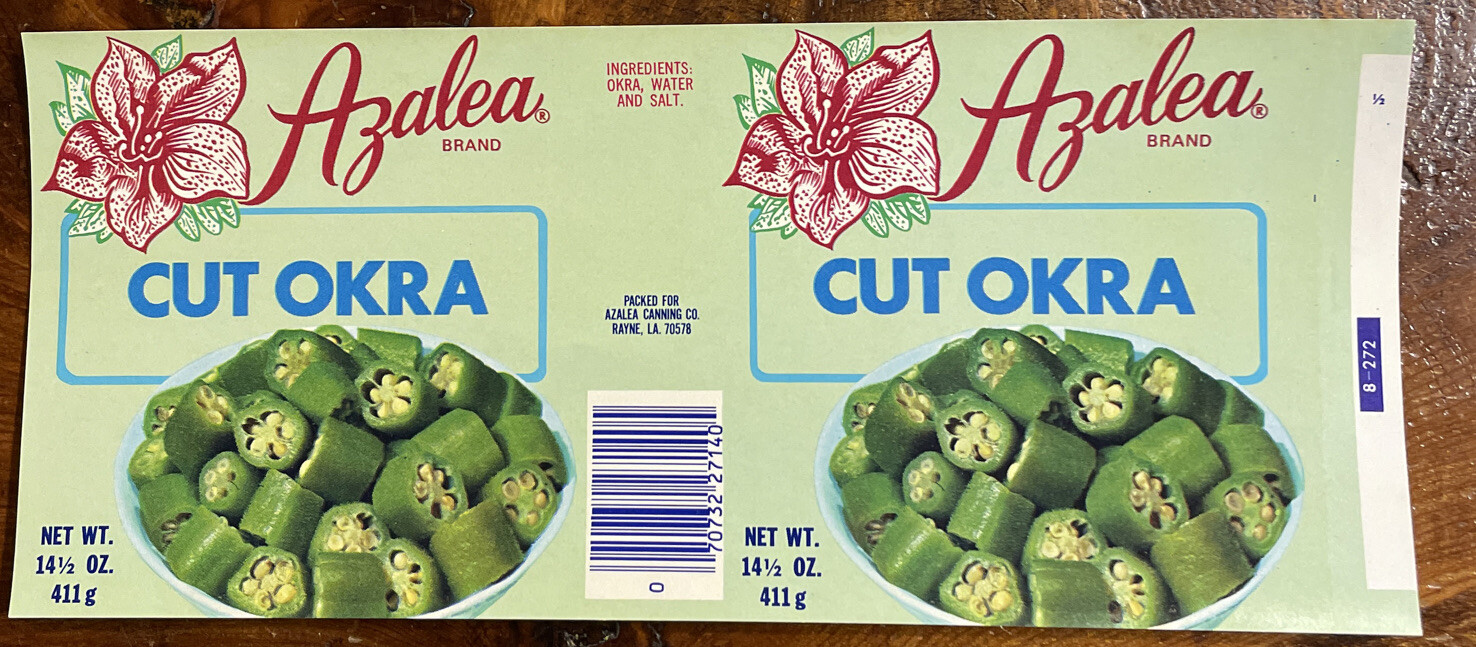 Azalea®
BRAND
CUT OKRA
NET WT.
14½ OZ.
411 g
INGREDIENTS:
OKRA, WATER
AND SALT.
PACKED FOR
AZALEA CANNING CO.
RAYNE, LA. 70578
0 70732 27140
Azalea®
BRAND
CUT OKRA
NET WT.
14½ OZ.
411 g
½
8-272